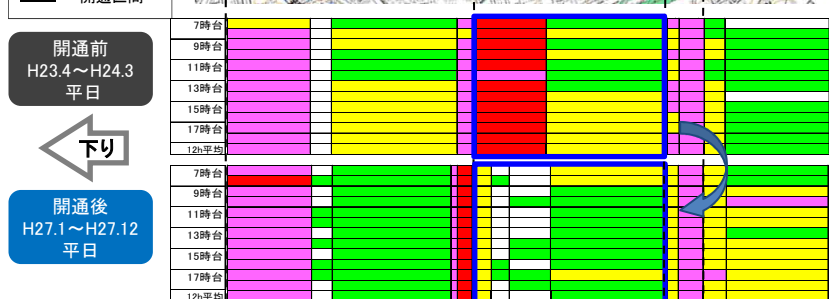 開通区間
7時台
9時台
11時台
13時台
15時台
17時台
12h平均
開通前
H23.4～H24.3
平日
下り
7時台
9時台
11時台
13時台
15時台
17時台
12h平均
開通後
H27.1～H27.12
平日